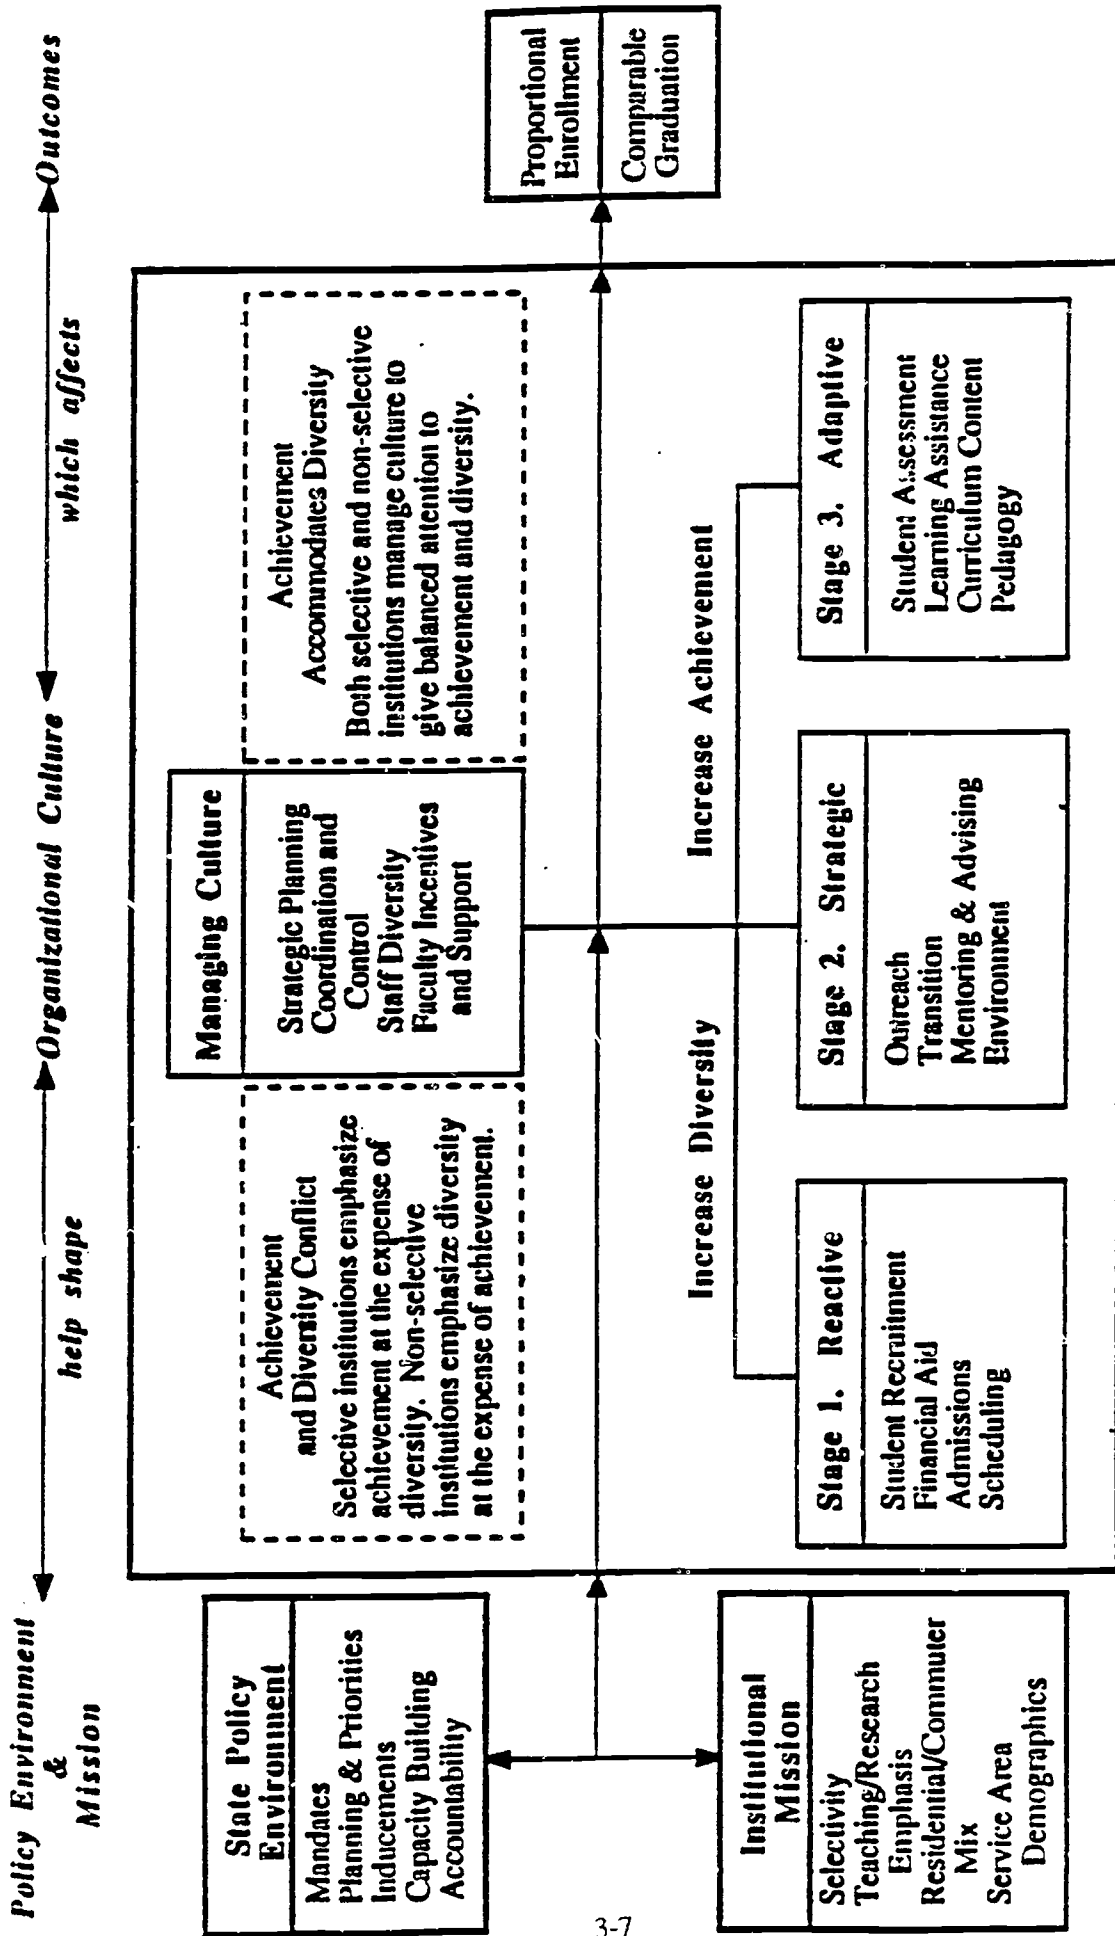 Policy Environment
&
Mission
help shape
Organizational Culture
which affects
Outcomes
State Policy
Environment
Mandates
Planning & Priorities
Inducements
Capacity Building
Accountability
Institutional
Mission
Selectivity
Teaching/Research
Emphasis
Residential/Commuter
Mix
Service Area
Demographics
Achievement
and Diversity Conflict
Selective institutions emphasize
achievement at the expense of
diversity. Non-selective
institutions emphasize diversity
at the expense of achievement.
Managing Culture
Strategic Planning
Coordination and
Control
Staff Diversity
Faculty Incentives
and Support
Achievement
Accommodates Diversity
Both selective and non-selective
institutions manage culture to
give balanced attention to
achievement and diversity.
Increase Diversity
Increase Achievement
Stage 1. Reactive
Student Recruitment
Financial Aid
Admissions
Scheduling
Stage 2. Strategic
Outreach
Transition
Mentoring & Advising
Environment
Stage 3. Adaptive
Student Assessment
Learning Assistance
Curriculum Content
Pedagogy
Proportional
Enrollment
Comparable
Graduation
3-7